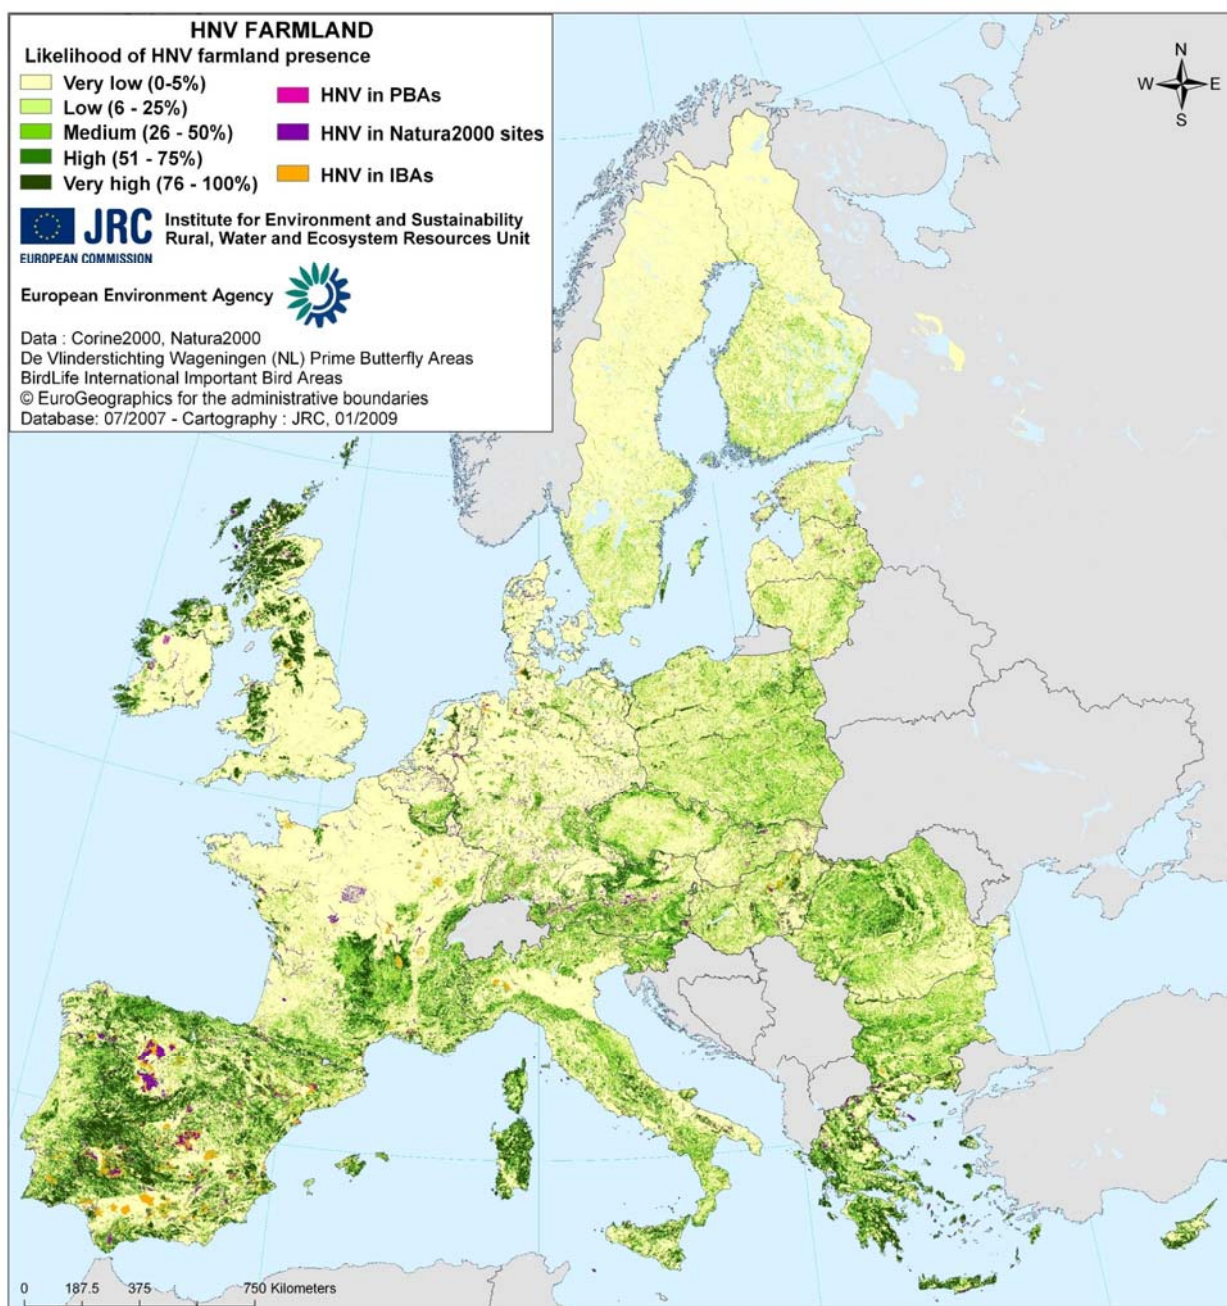 HNV FARMLAND
Likelihood of HNV farmland presence
Very low (0-5%)
Low (6 - 25%)
Medium (26 - 50%)
High (51 - 75%)
Very high (76 - 100%)
HNV in PBAs
HNV in Natura2000 sites
HNV in IBAs
JRC
EUROPEAN COMMISSION
Institute for Environment and Sustainability
Rural, Water and Ecosystem Resources Unit
European Environment Agency
Data : Corine2000, Natura2000
De Vlinderstichting Wageningen (NL) Prime Butterfly Areas
BirdLife International Important Bird Areas
© EuroGeographics for the administrative boundaries
Database: 07/2007 - Cartography : JRC, 01/2009
N
W E
S
0 187.5 375 750 Kilometers